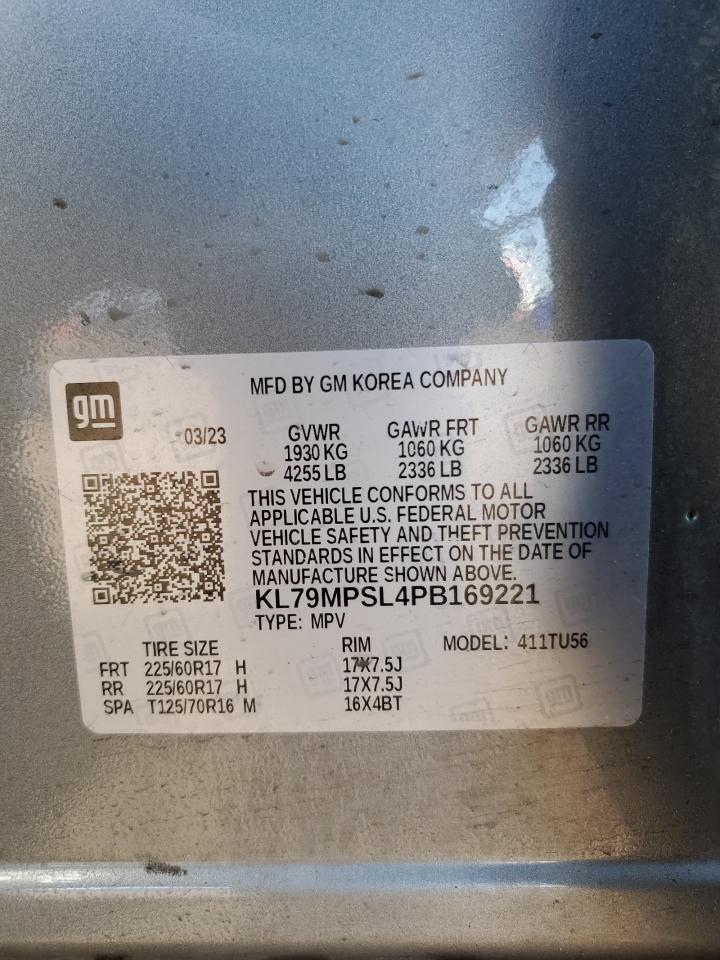 gm
MFD BY GM KOREA COMPANY
03/23
GVWR GAWR FRT GAWR RR
1930 KG 1060 KG 1060 KG
4255 LB 2336 LB 2336 LB
THIS VEHICLE CONFORMS TO ALL
APPLICABLE U.S. FEDERAL MOTOR
VEHICLE SAFETY AND THEFT PREVENTION
STANDARDS IN EFFECT ON THE DATE OF
MANUFACTURE SHOWN ABOVE.
KL79MPSL4PB169221
TYPE: MPV
TIRE SIZE RIM MODEL: 411TU56
FRT 225/60R17 H 17X7.5J
RR 225/60R17 H 17X7.5J
SPA T125/70R16 M 16X4BT